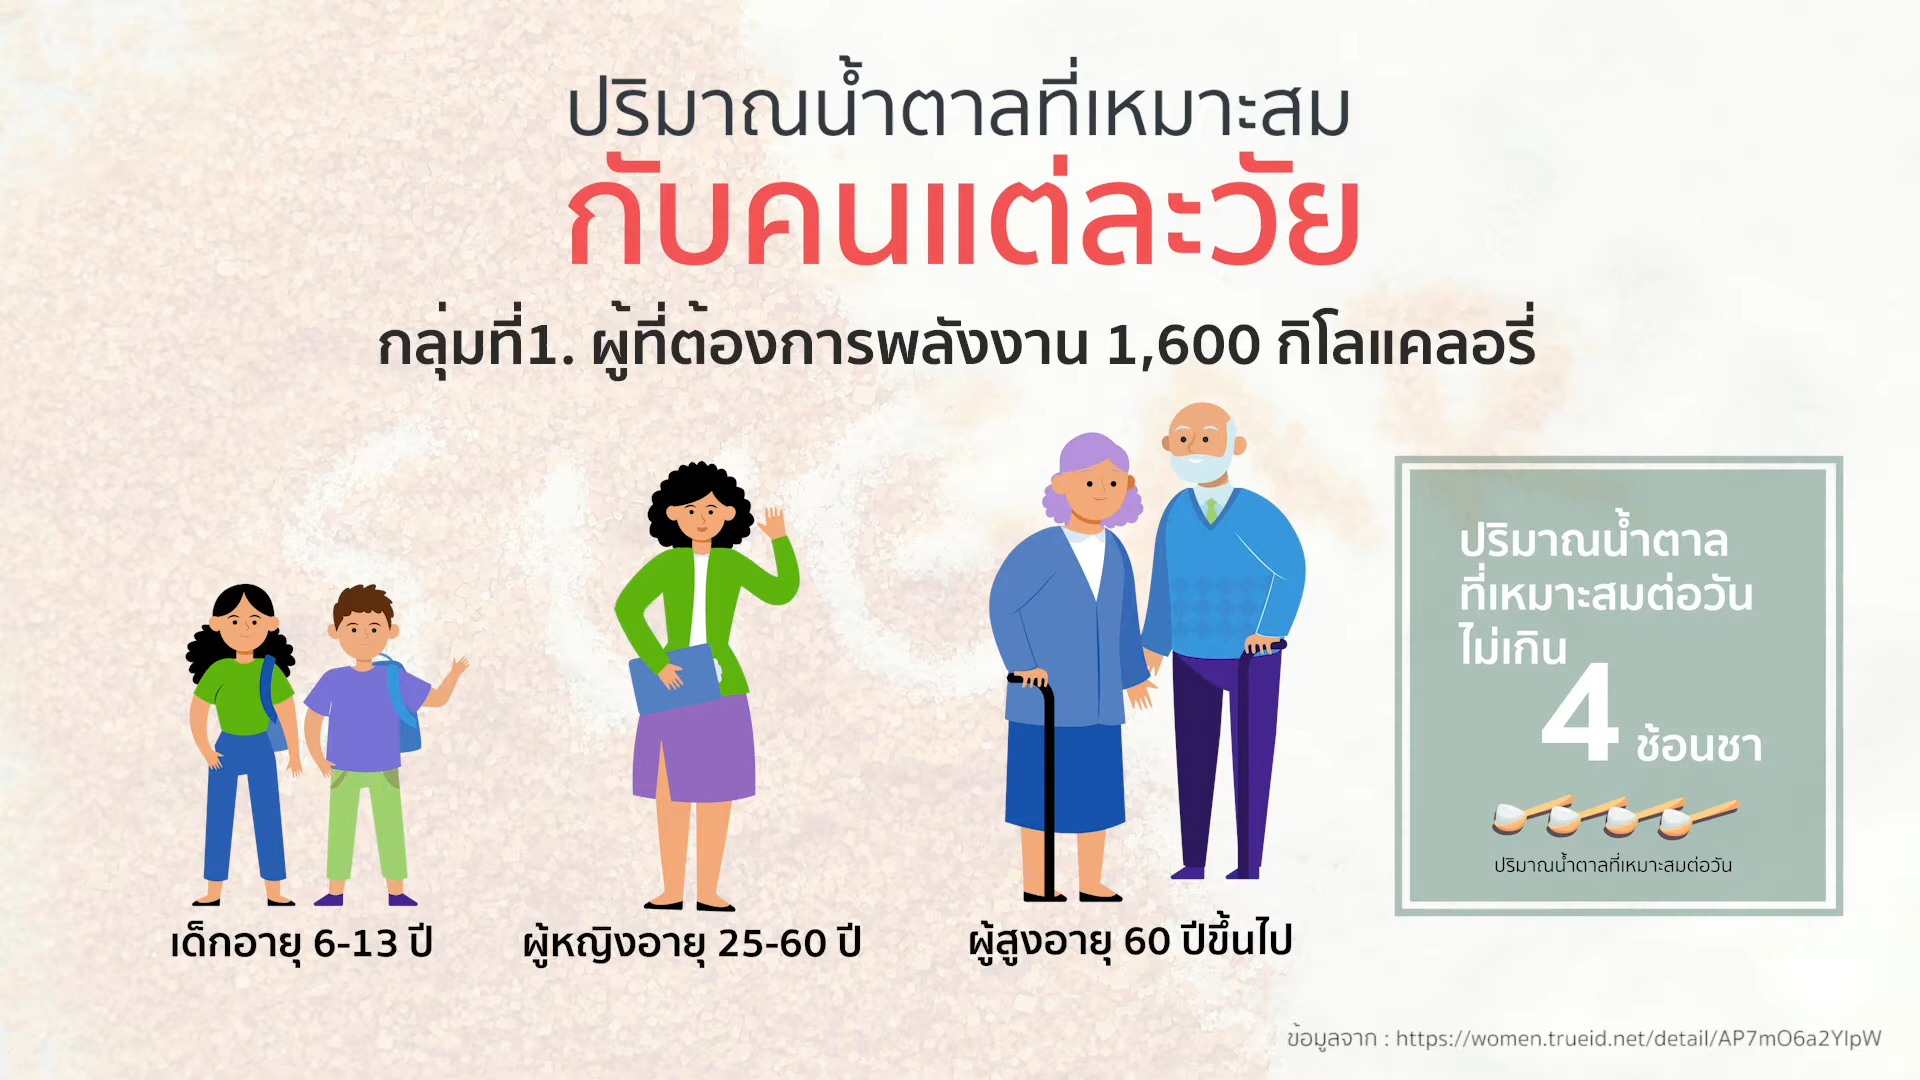 ปริมาณน้ำตาลที่เหมาะสม
กับคนแต่ละวัย
กลุ่มที่1. ผู้ที่ต้องการพลังงาน 1,600 กิโลแคลอรี่
ปริมาณน้ำตาล
ที่เหมาะสมต่อวัน
ไม่เกิน
4 ช้อนชา
ปริมาณน้ำตาลที่เหมาะสมต่อวัน
เด็กอายุ 6-13 ปี
ผู้หญิงอายุ 25-60 ปี
ผู้สูงอายุ 60 ปีขึ้นไป
ข้อมูลจาก : https://women.trueid.net/detail/AP7mO6a2YlpW